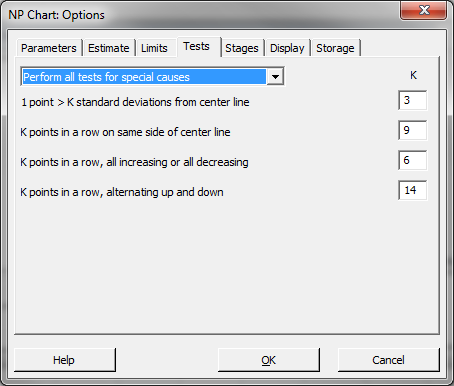 NP Chart: Options
Parameters Estimate Limits Tests Stages Display Storage
Perform all tests for special causes K
1 point > K standard deviations from center line 3
K points in a row on same side of center line 9
K points in a row, all increasing or all decreasing 6
K points in a row, alternating up and down 14
Help OK Cancel